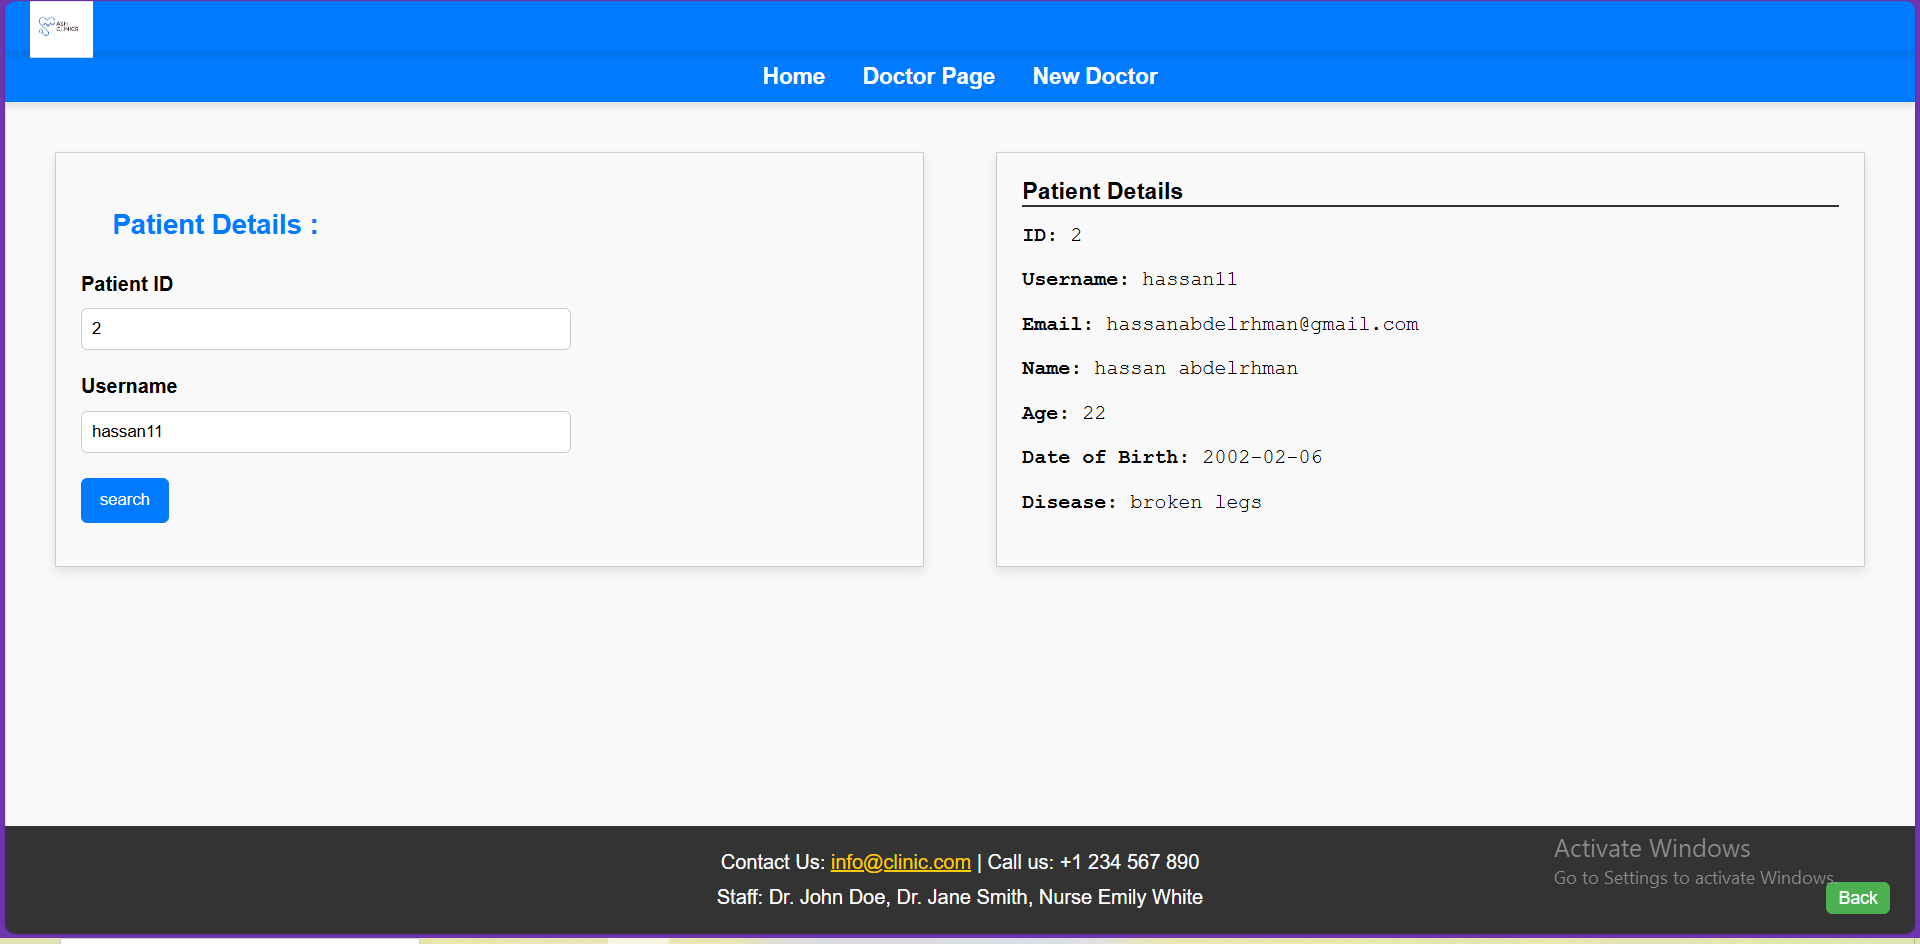 ASH
CLINICS
Home Doctor Page New Doctor
Patient Details :
Patient ID
2
Username
hassan11
search
Patient Details
ID: 2
Username: hassan11
Email: hassanabdelrhman@gmail.com
Name: hassan abdelrhman
Age: 22
Date of Birth: 2002-02-06
Disease: broken legs
Contact Us: info@clinic.com | Call us: +1 234 567 890
Staff: Dr. John Doe, Dr. Jane Smith, Nurse Emily White
Activate Windows
Go to Settings to activate Windows.
Back